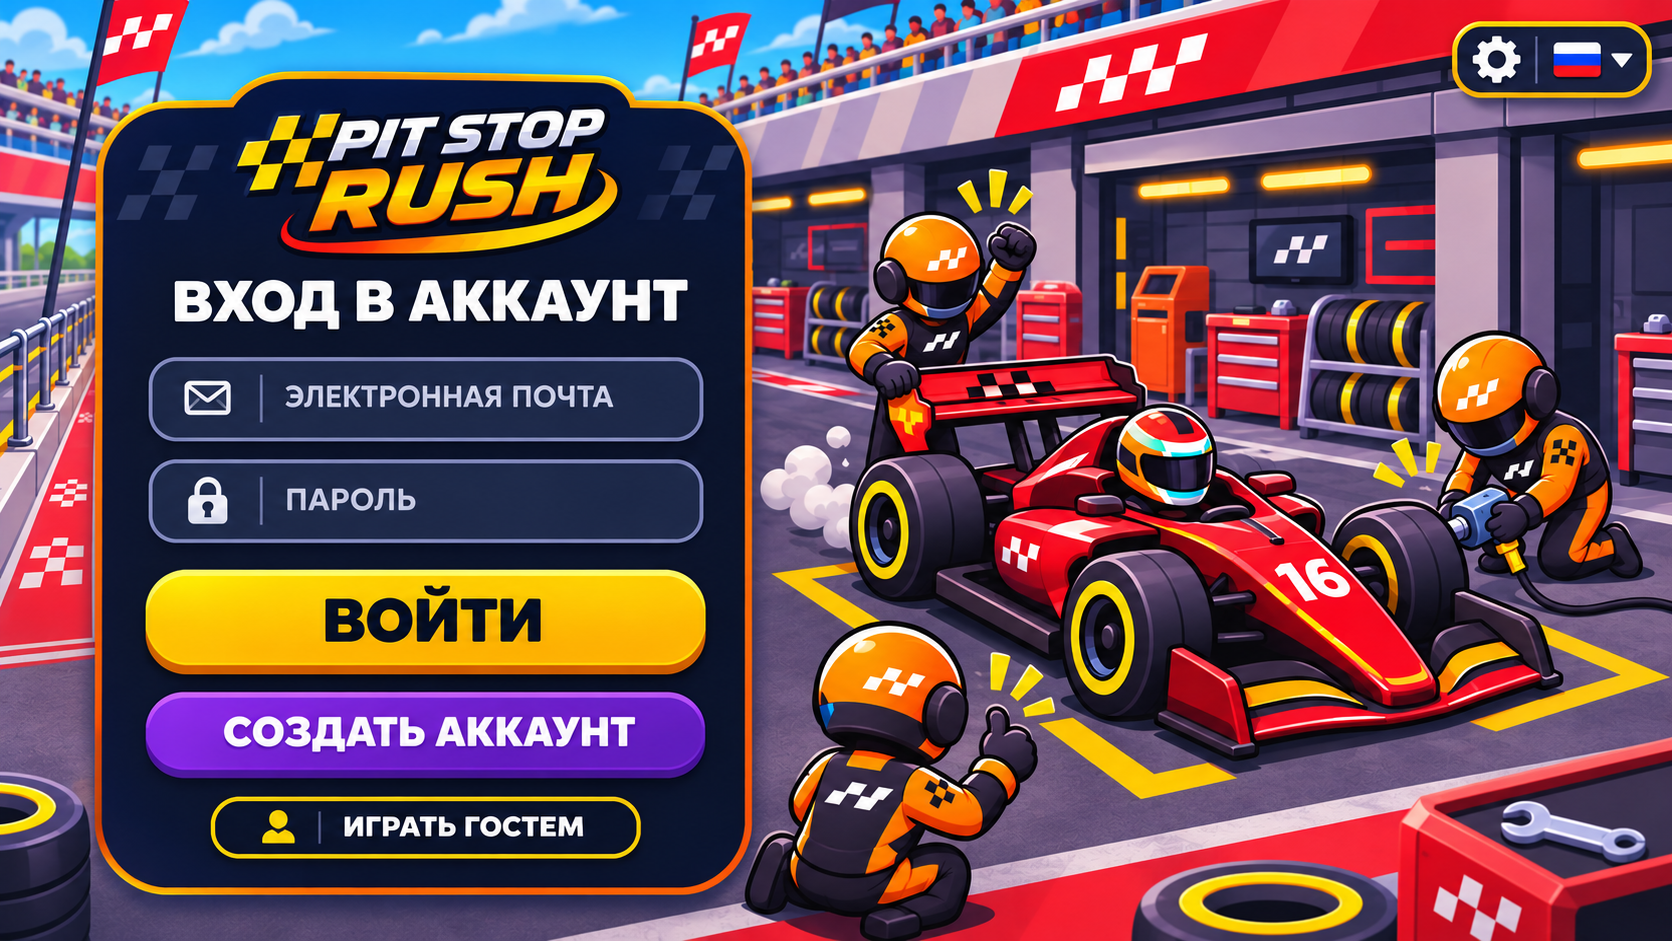 PIT STOP
RUSH
ВХОД В АККАУНТ
ЭЛЕКТРОННАЯ ПОЧТА
ПАРОЛЬ
ВОЙТИ
СОЗДАТЬ АККАУНТ
ИГРАТЬ ГОСТЕМ
16